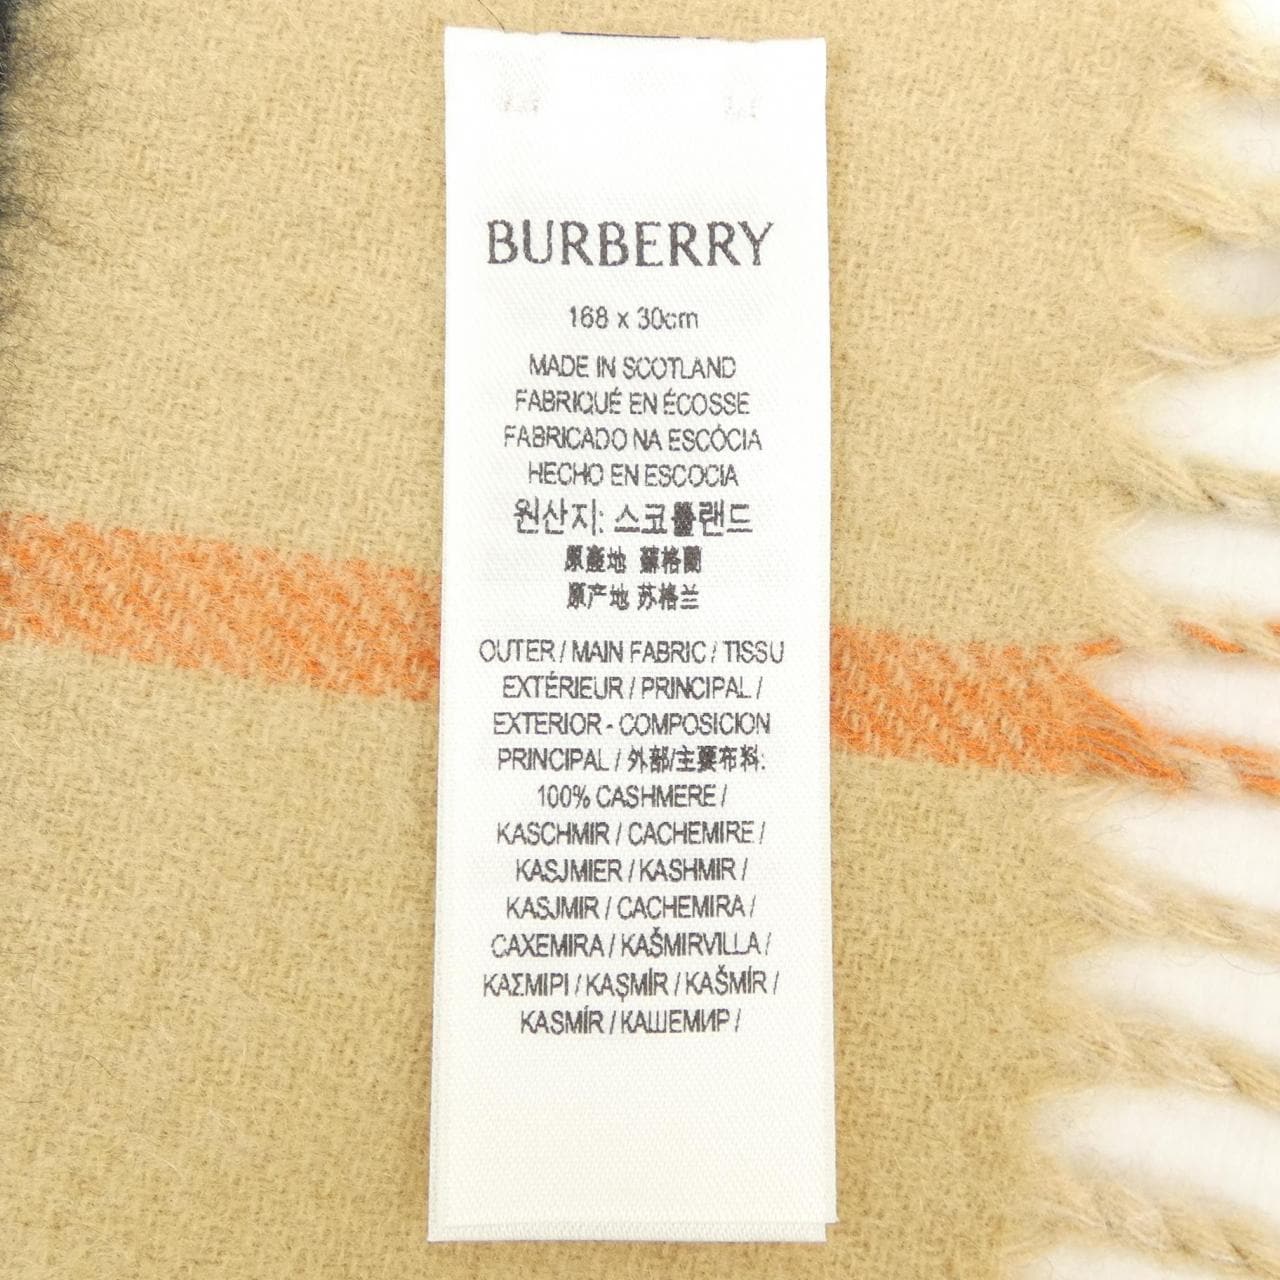 BURBERRY
168 x 30cm
MADE IN SCOTLAND
FABRIQUÉ EN ÉCOSSE
FABRICADO NA ESCÓCIA
HECHO EN ESCOCIA
원산지: 스코틀랜드
原產地 蘇格蘭
原产地 苏格兰
OUTER / MAIN FABRIC / TISSU
EXTÉRIEUR / PRINCIPAL /
EXTERIOR - COMPOSICION
PRINCIPAL / 外部/主要布料:
100% CASHMERE /
KASCHMIR / CACHEMIRE /
KASJMIER / KASHMIR /
KASJMIR / CACHEMIRA /
CAXEMIRA / KAŠMIRVILLA /
ΚΑΣΜΙΡΙ / KAŞMİR / KAŠMÍR /
KASMÍR / КАШЕМИР /